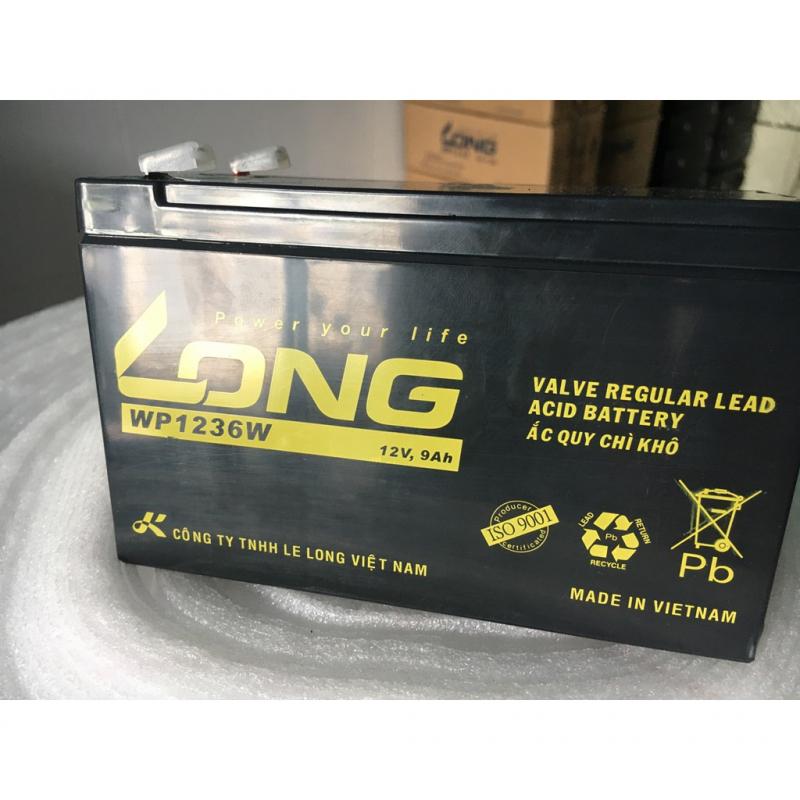 LONG
Power your life
LONG
WP1236W
12V, 9Ah
VALVE REGULAR LEAD
ACID BATTERY
ẮC QUY CHÌ KHÔ
CÔNG TY TNHH LE LONG VIỆT NAM
Producer
ISO 9001
Certificated
LEAD
RETURN
Pb
RECYCLE
Pb
MADE IN VIETNAM